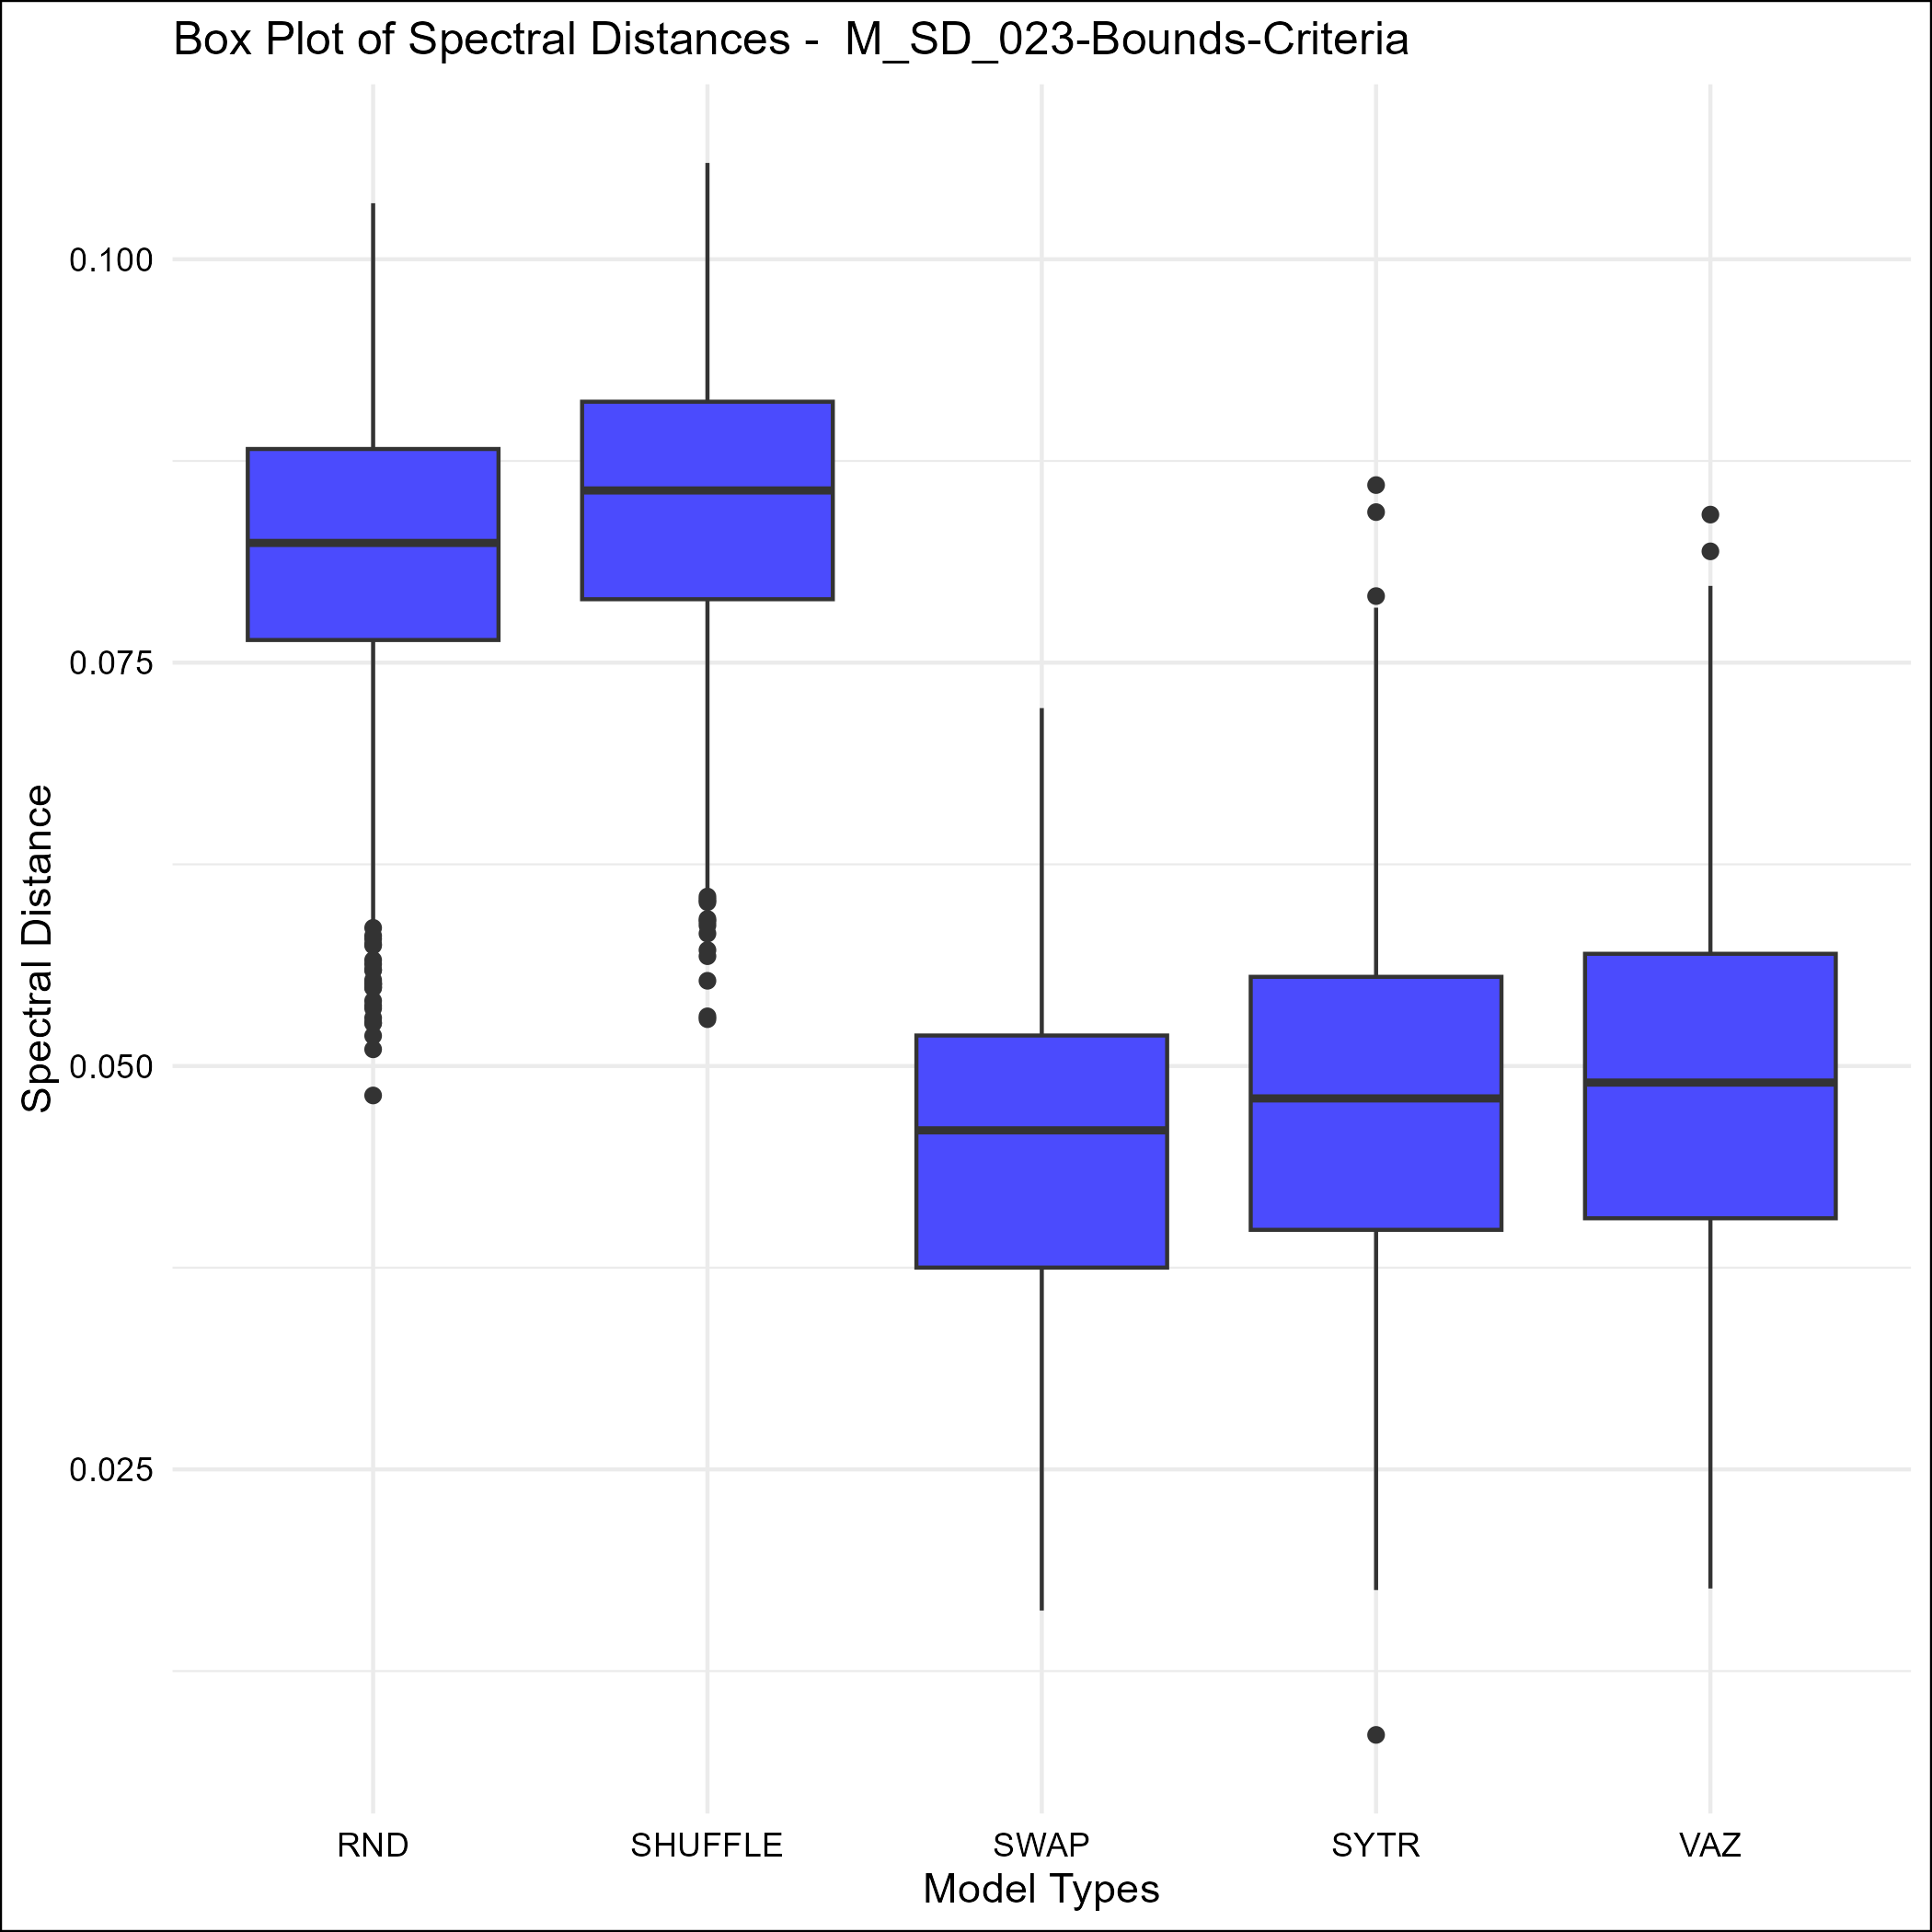 Box Plot of Spectral Distances -  M_SD_023-Bounds-Criteria
Spectral Distance
0.100
0.075
0.050
0.025
RND SHUFFLE SWAP SYTR VAZ
Model Types